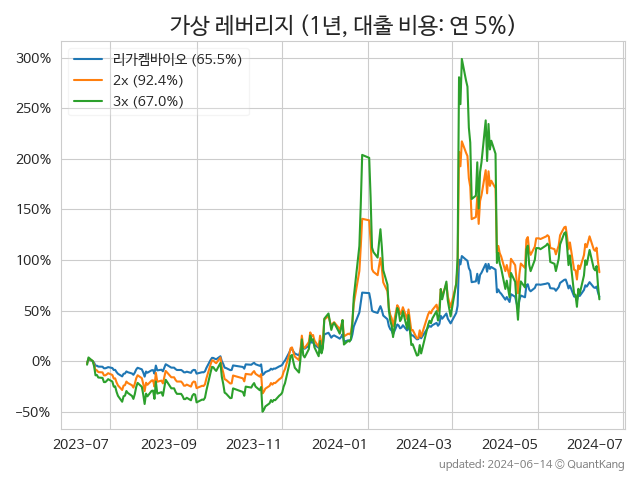 가상 레버리지 (1년, 대출 비용: 연 5%)
리가켐바이오 (65.5%)
2x (92.4%)
3x (67.0%)
300%
250%
200%
150%
100%
50%
0%
−50%
2023-07 2023-09 2023-11 2024-01 2024-03 2024-05 2024-07
updated: 2024-06-14 © QuantKang